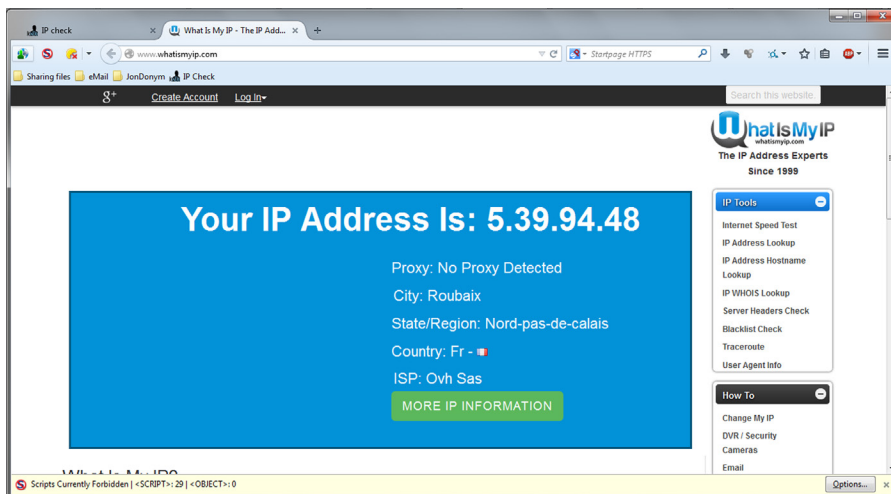 IP check
What Is My IP - The IP Add...
www.whatismyip.com
Startpage HTTPS
Sharing files
eMail
JonDonym
IP Check
g+
Create Account
Log In
Search this website
WhatIsMyIP
whatismyip.com
The IP Address Experts
Since 1999
Your IP Address Is: 5.39.94.48
Proxy: No Proxy Detected
City: Roubaix
State/Region: Nord-pas-de-calais
Country: Fr -
ISP: Ovh Sas
MORE IP INFORMATION
IP Tools
Internet Speed Test
IP Address Lookup
IP Address Hostname
Lookup
IP WHOIS Lookup
Server Headers Check
Blacklist Check
Traceroute
User Agent Info
How To
Change My IP
DVR / Security
Cameras
Email
What Is My IP?
Scripts Currently Forbidden | <SCRIPT>: 29 | <OBJECT>: 0
Options...